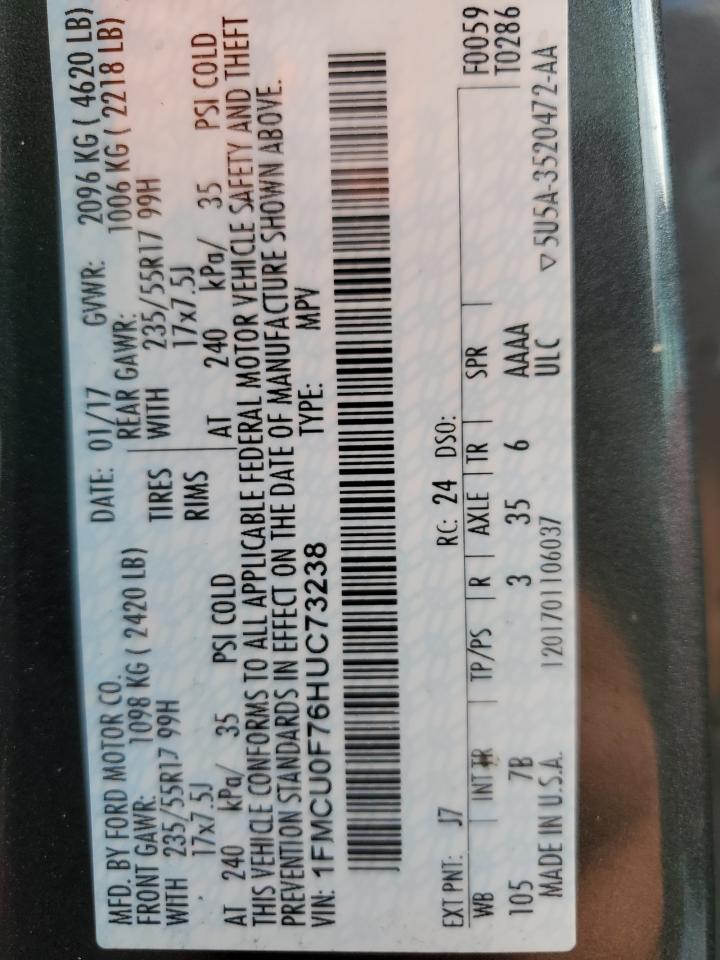 MFD. BY FORD MOTOR CO. DATE: 01/17 GVWR: 2096 KG ( 4620 LB)
FRONT GAWR: 1098 KG ( 2420 LB) REAR GAWR: 1006 KG ( 2218 LB)
WITH 235/55R17 99H TIRES WITH 235/55R17 99H
17x7.5J RIMS 17x7.5J
AT 240 kPa/ 35 PSI COLD AT 240 kPa/ 35 PSI COLD
THIS VEHICLE CONFORMS TO ALL APPLICABLE FEDERAL MOTOR VEHICLE SAFETY AND THEFT
PREVENTION STANDARDS IN EFFECT ON THE DATE OF MANUFACTURE SHOWN ABOVE.
VIN: 1FMCU0F76HUC73238 TYPE: MPV
EXT PNT: J7 RC: 24 DSO: F0059
WB INT TR TP/PS R AXLE TR SPR T0286
105 7B 3 35 6 AAAA
MADE IN U.S.A. 1201701106037 ULC ▽5U5A-3520472-AA